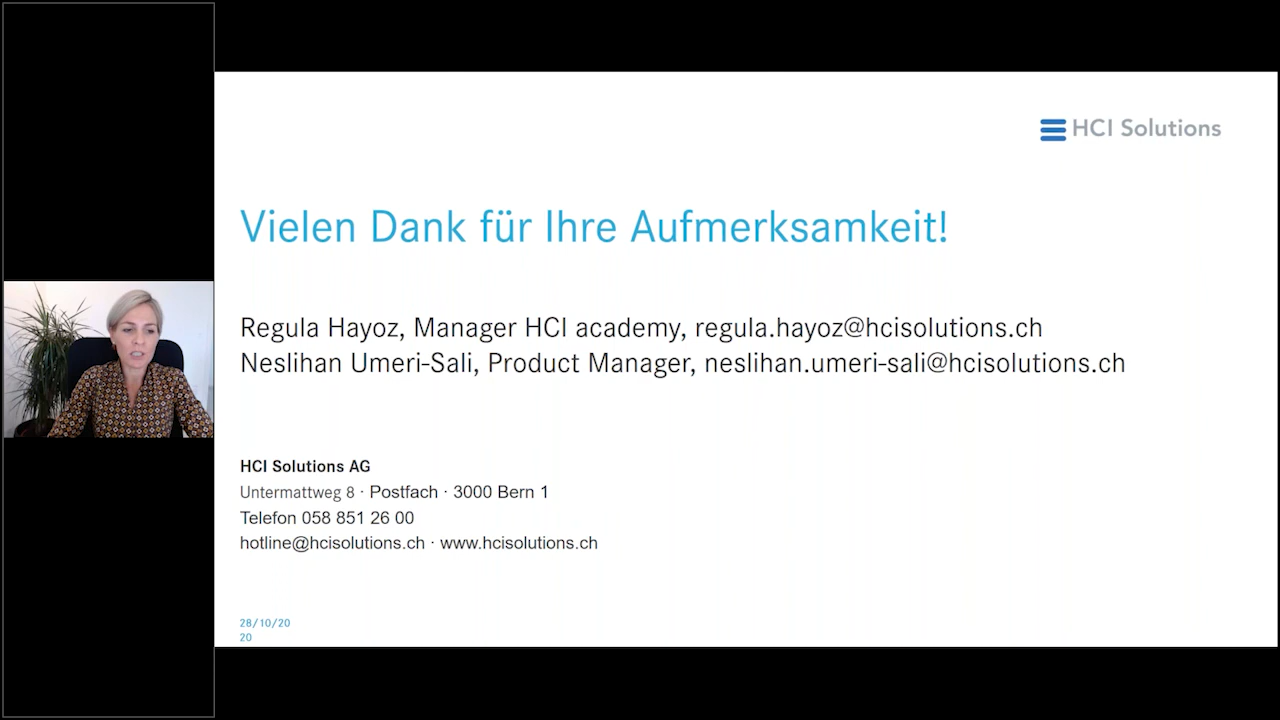 HCI Solutions
Vielen Dank für Ihre Aufmerksamkeit!
Regula Hayoz, Manager HCI academy, regula.hayoz@hcisolutions.ch
Neslihan Umeri-Sali, Product Manager, neslihan.umeri-sali@hcisolutions.ch
HCI Solutions AG
Untermattweg 8 · Postfach · 3000 Bern 1
Telefon 058 851 26 00
hotline@hcisolutions.ch · www.hcisolutions.ch
28/10/20
20